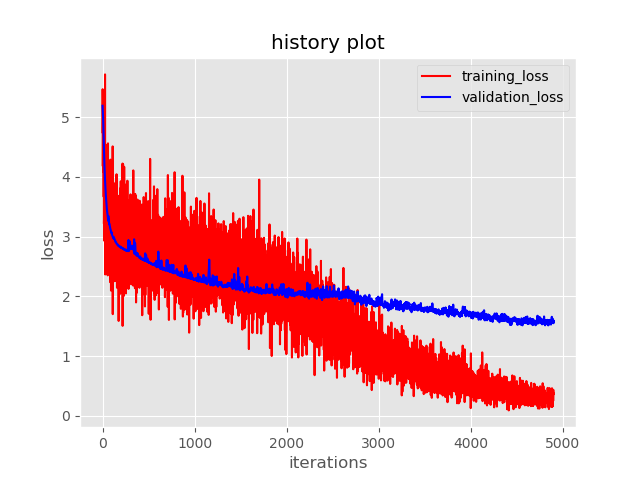 history plot
training_loss
validation_loss
loss
5
4
3
2
1
0
0 1000 2000 3000 4000 5000
iterations